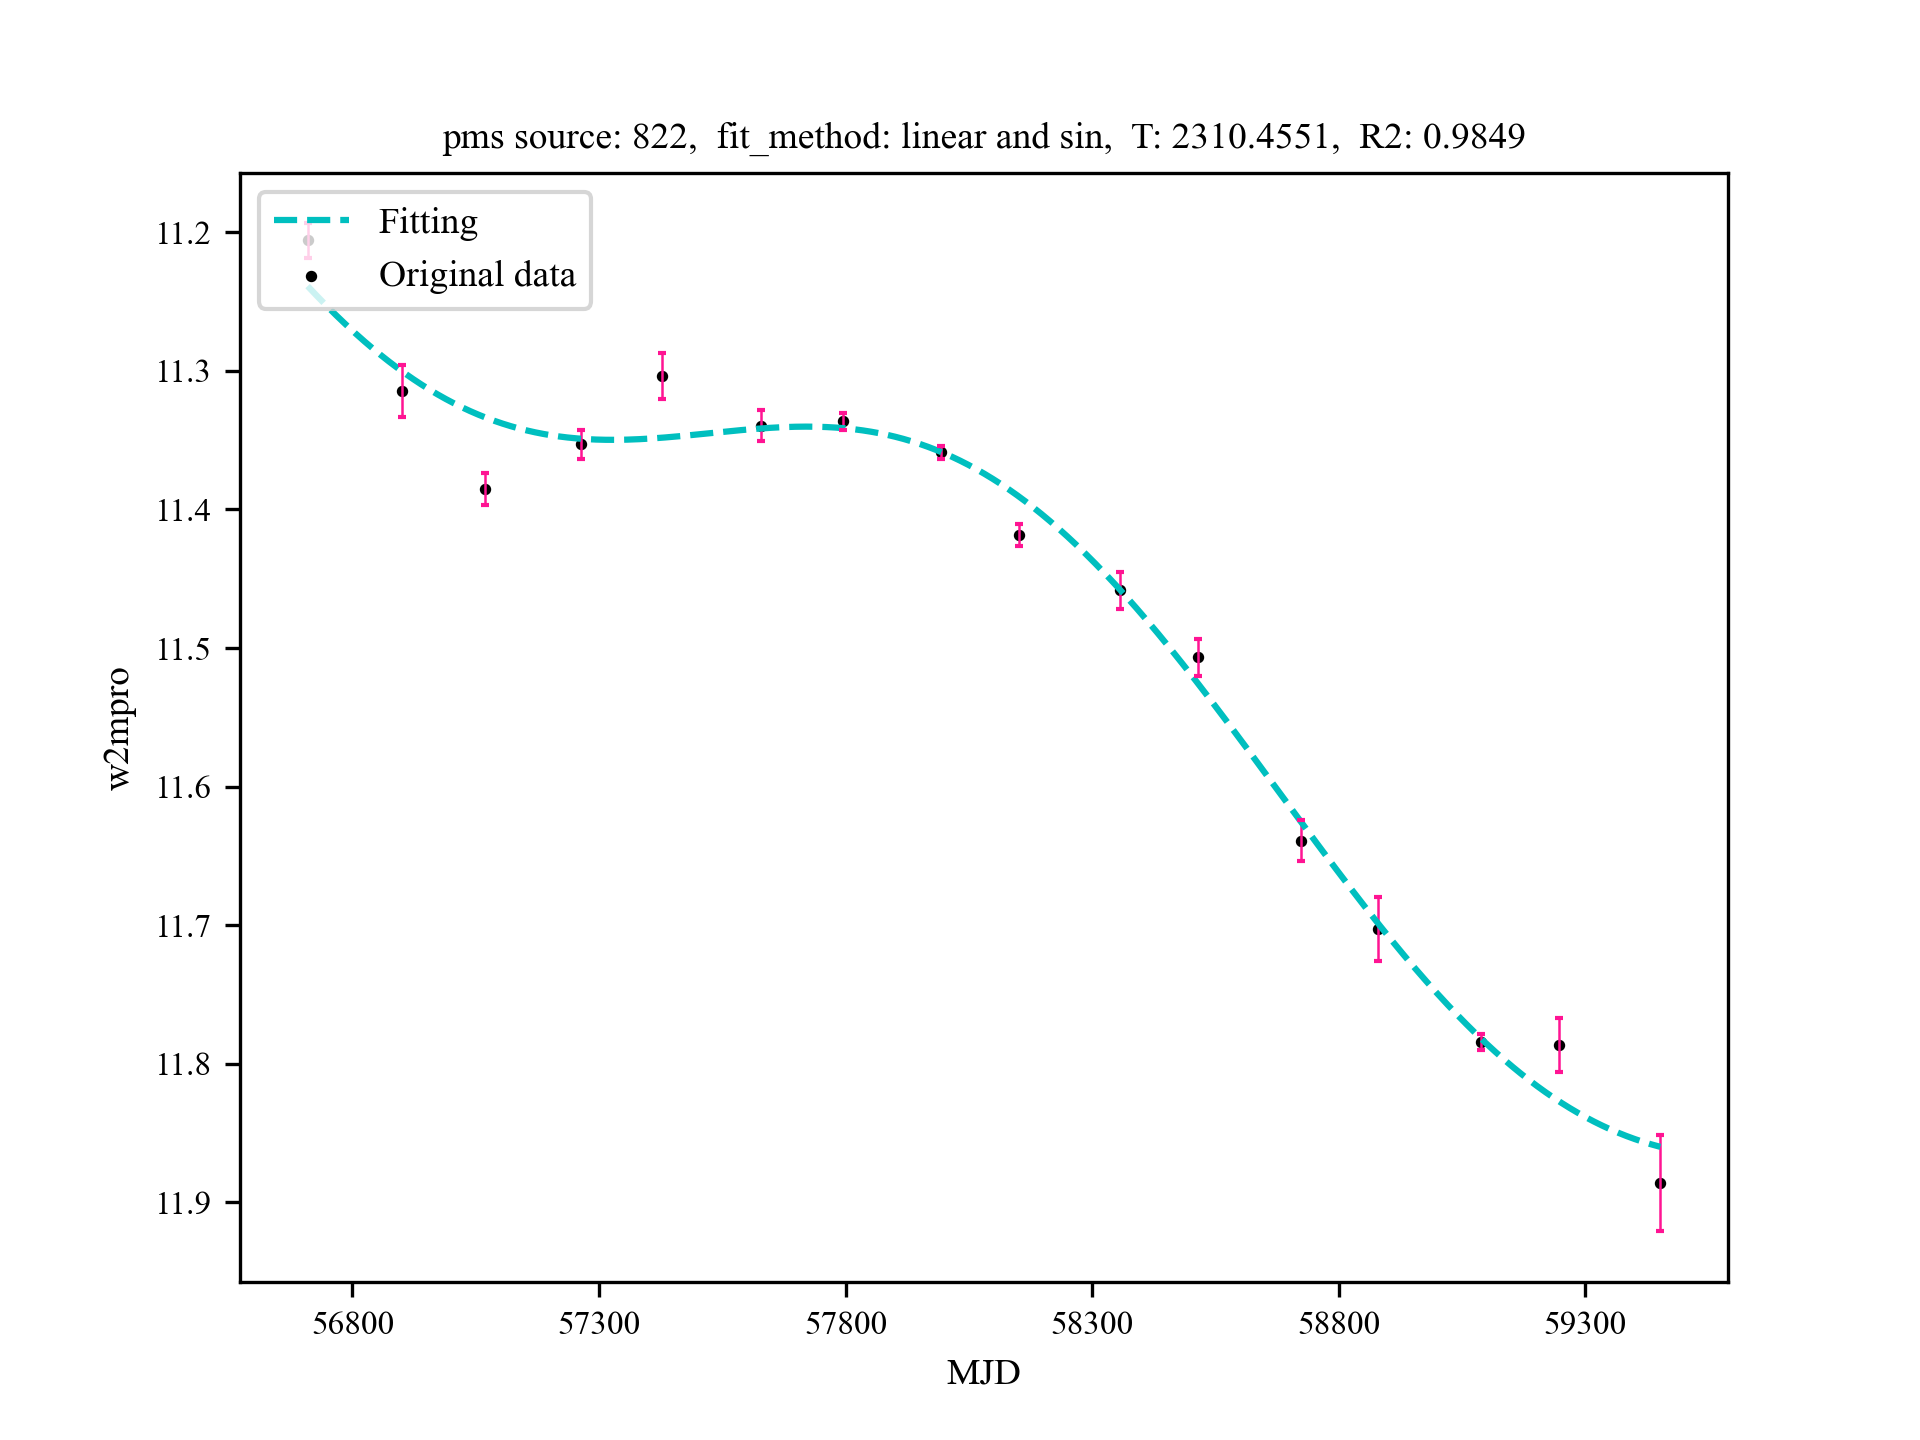 pms source: 822,  fit_method: linear and sin,  T: 2310.4551,  R2: 0.9849
Fitting
Original data
11.2
11.3
11.4
11.5
11.6
11.7
11.8
11.9
w2mpro
56800 57300 57800 58300 58800 59300
MJD